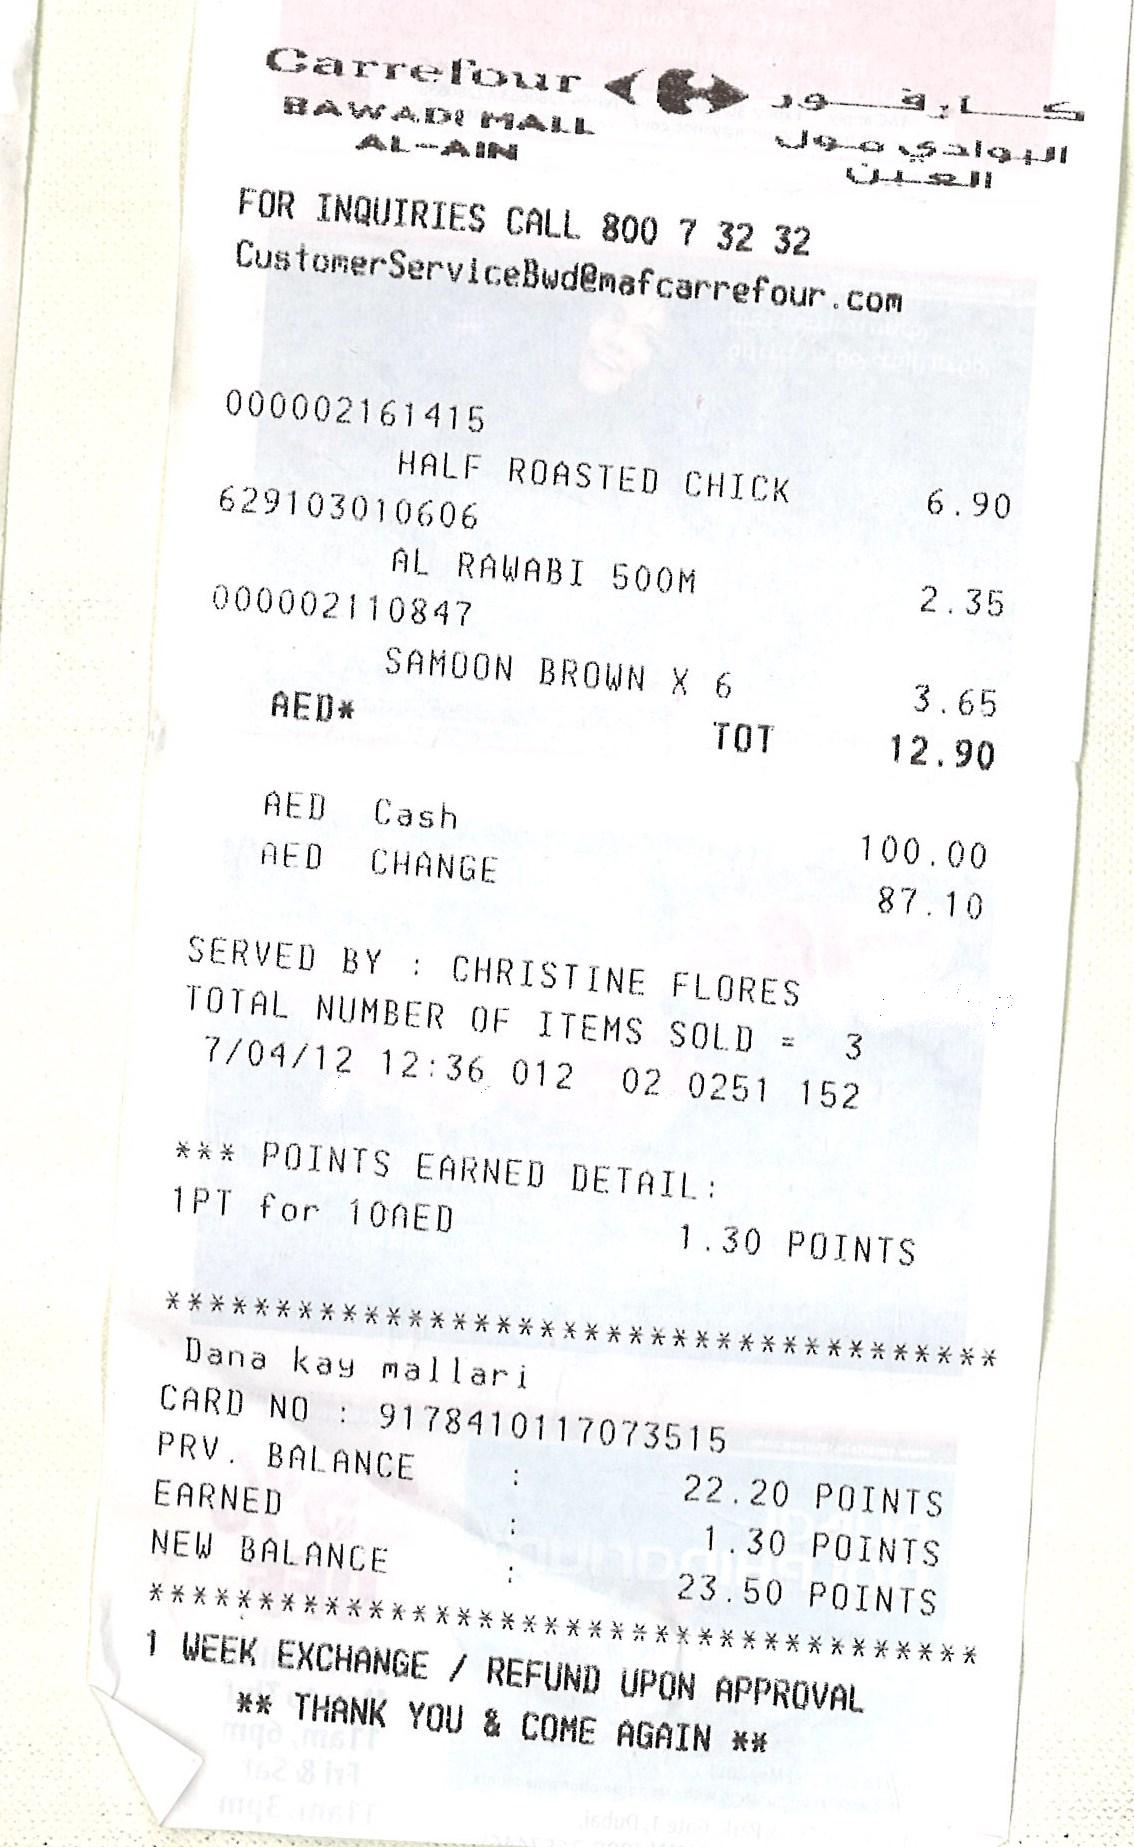 Carrefour كارفور
BAWADI MALL البوادي مول
AL-AIN العين
FOR INQUIRIES CALL 800 7 32 32
CustomerServiceBwd@mafcarrefour.com
000002161415
HALF ROASTED CHICK 6.90
629103010606
AL RAWABI 500M 2.35
000002110847
SAMOON BROWN X 6 3.65
AED* TOT 12.90
AED Cash 100.00
AED CHANGE 87.10
SERVED BY : CHRISTINE FLORES
TOTAL NUMBER OF ITEMS SOLD = 3
7/04/12 12:36 012 02 0251 152
*** POINTS EARNED DETAIL:
1PT for 10AED 1.30 POINTS
**************************************
Dana kay mallari
CARD NO : 9178410117073515
PRV. BALANCE : 22.20 POINTS
EARNED : 1.30 POINTS
NEW BALANCE : 23.50 POINTS
**************************************
1 WEEK EXCHANGE / REFUND UPON APPROVAL
** THANK YOU & COME AGAIN **